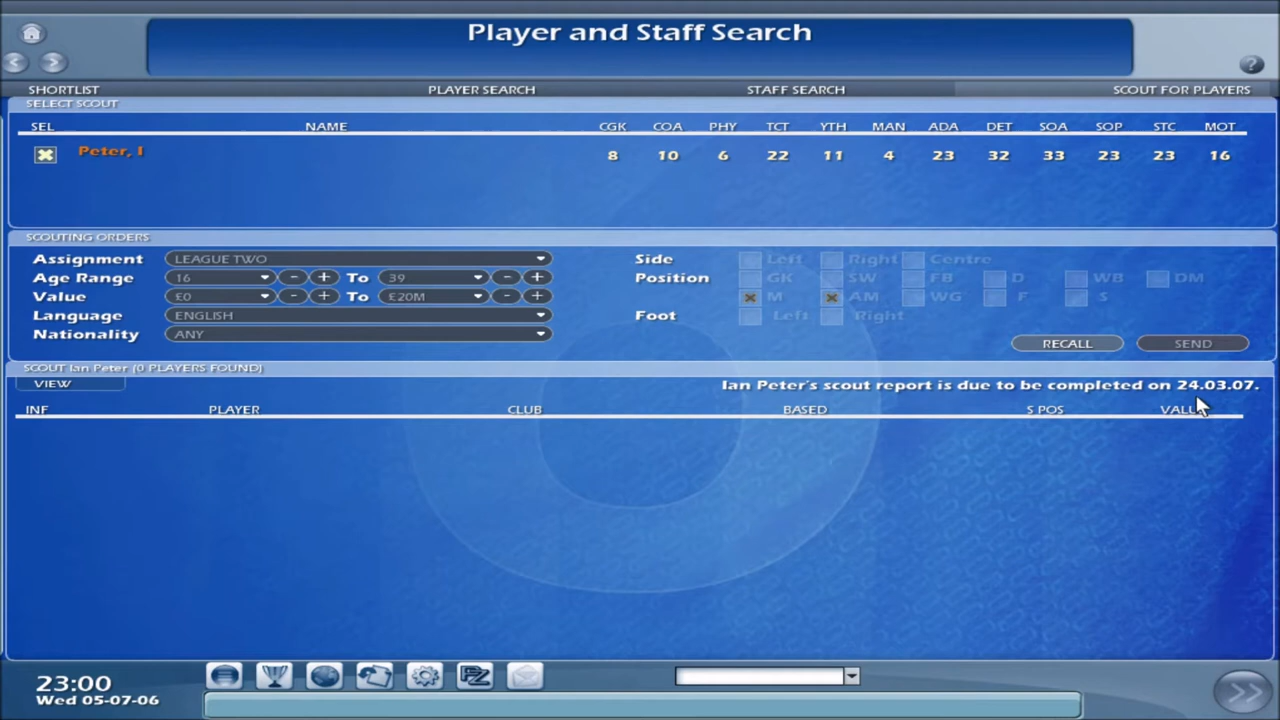 Player and Staff Search
?
SHORTLIST PLAYER SEARCH STAFF SEARCH SCOUT FOR PLAYERS
SELECT SCOUT
SEL NAME CGK COA PHY TCT YTH MAN ADA DET SOA SOP STC MOT
Peter, I 8 10 6 22 11 4 23 32 33 23 23 16
SCOUTING ORDERS
Assignment LEAGUE TWO Side Left Right Centre
Age Range 16 - + To 39 - + Position GK SW FB D WB DM
Value £0 - + To £20M - + M AM WG F S
Language ENGLISH Foot Left Right
Nationality ANY
RECALL SEND
SCOUT Ian Peter (0 PLAYERS FOUND)
VIEW Ian Peter's scout report is due to be completed on 24.03.07.
INF PLAYER CLUB BASED S POS
23:00
Wed 05-07-06